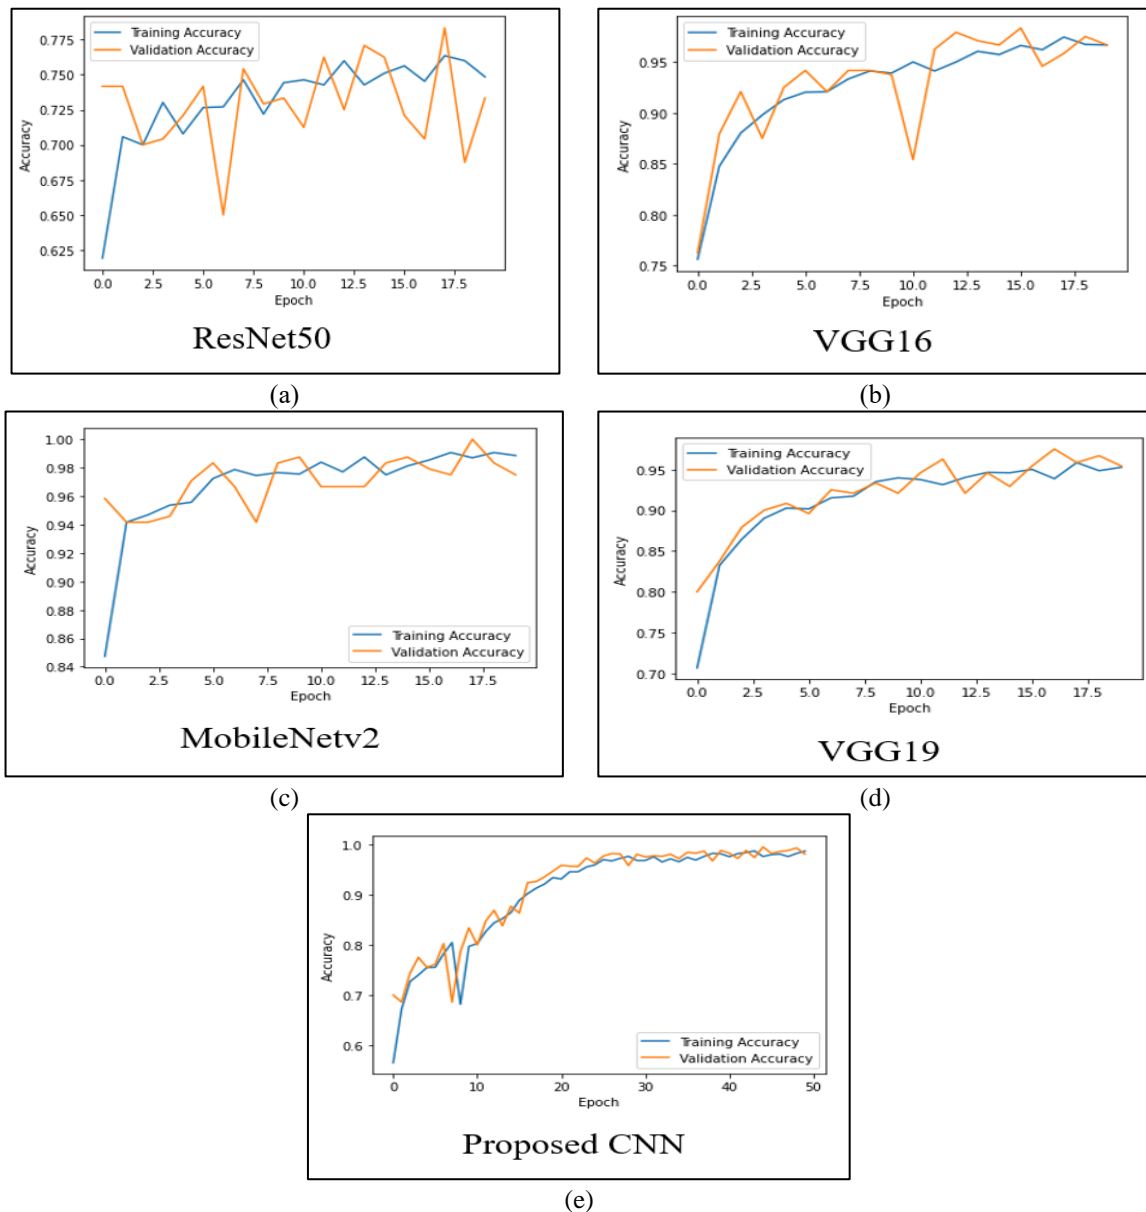 Training Accuracy
Validation Accuracy
0.775
0.750
0.725
0.700
0.675
0.650
0.625
Accuracy
0.0 2.5 5.0 7.5 10.0 12.5 15.0 17.5
Epoch
ResNet50
(a)
Training Accuracy
Validation Accuracy
0.95
0.90
0.85
0.80
0.75
Accuracy
0.0 2.5 5.0 7.5 10.0 12.5 15.0 17.5
Epoch
VGG16
(b)
1.00
0.98
0.96
0.94
0.92
0.90
0.88
0.86
0.84
Accuracy
Training Accuracy
Validation Accuracy
0.0 2.5 5.0 7.5 10.0 12.5 15.0 17.5
Epoch
MobileNetv2
(c)
Training Accuracy
Validation Accuracy
0.95
0.90
0.85
0.80
0.75
0.70
Accuracy
0.0 2.5 5.0 7.5 10.0 12.5 15.0 17.5
Epoch
VGG19
(d)
1.0
0.9
0.8
0.7
0.6
Accuracy
Training Accuracy
Validation Accuracy
0 10 20 30 40 50
Epoch
Proposed CNN
(e)